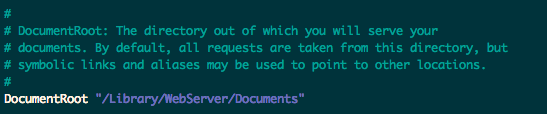 #
# DocumentRoot: The directory out of which you will serve your
# documents. By default, all requests are taken from this directory, but
# symbolic links and aliases may be used to point to other locations.
#
DocumentRoot "/Library/WebServer/Documents"